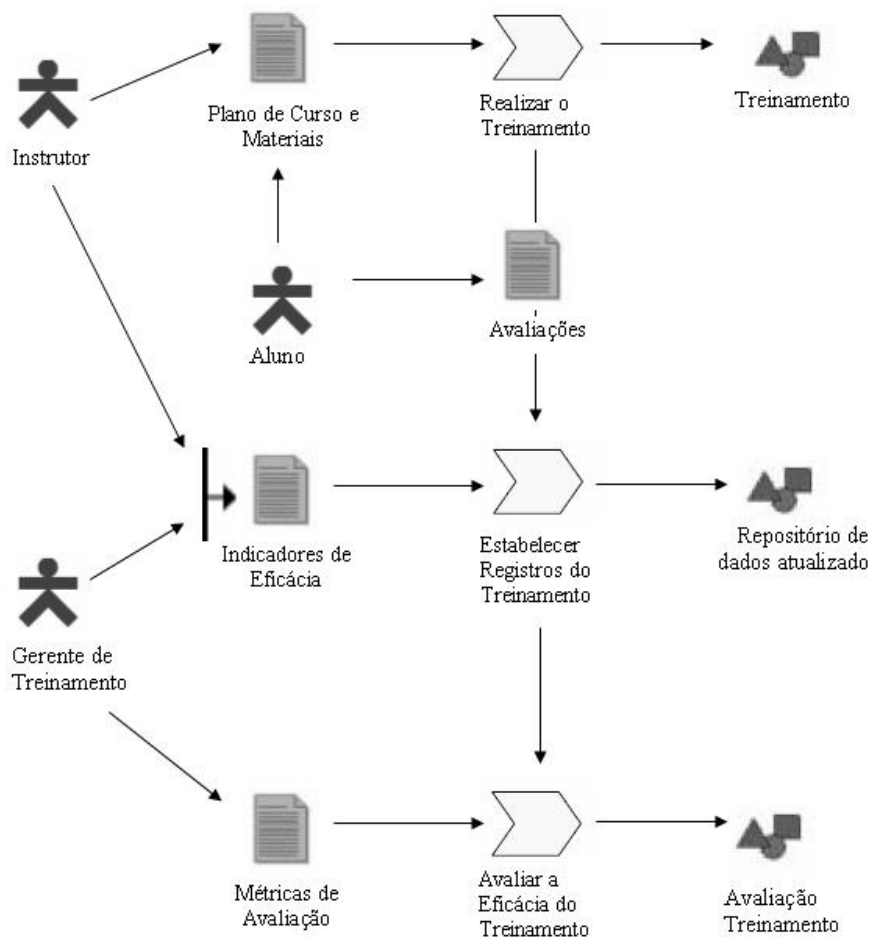 Plano de Curso e
Materiais
Realizar o
Treinamento
Treinamento
Instrutor
Avaliações
Aluno
Indicadores de
Eficácia
Estabelecer
Registros do
Treinamento
Repositório de
dados atualizado
Gerente de
Treinamento
Métricas de
Avaliação
Avaliar a
Eficácia do
Treinamento
Avaliação
Treinamento